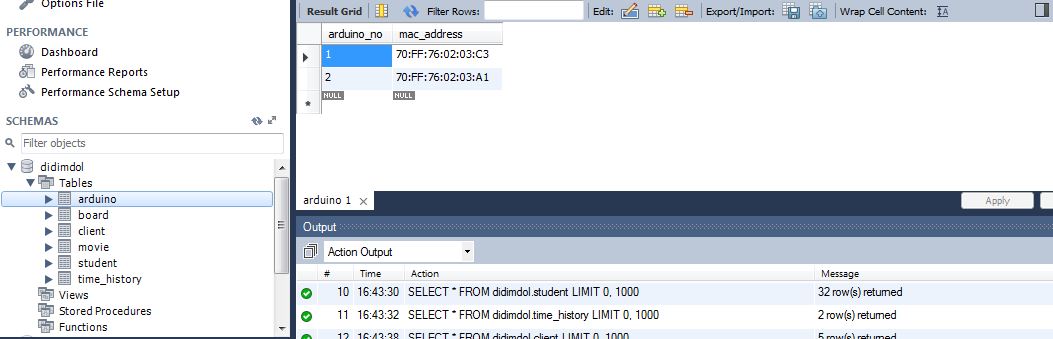 Options File
PERFORMANCE
Dashboard
Performance Reports
Performance Schema Setup
SCHEMAS
Filter objects
didimdol
Tables
arduino
board
client
movie
student
time_history
Views
Stored Procedures
Functions
Result Grid Filter Rows: Edit: Export/Import: Wrap Cell Content: IA
arduino_no mac_address
1 70:FF:76:02:03:C3
2 70:FF:76:02:03:A1
* NULL NULL
arduino 1 × Apply
Output
Action Output
# Time Action Message
10 16:43:30 SELECT * FROM didimdol.student LIMIT 0, 1000 32 row(s) returned
11 16:43:32 SELECT * FROM didimdol.time_history LIMIT 0, 1000 2 row(s) returned
12 16:43:38 SELECT * FROM didimdol.client LIMIT 0, 1000 5 row(s) returned